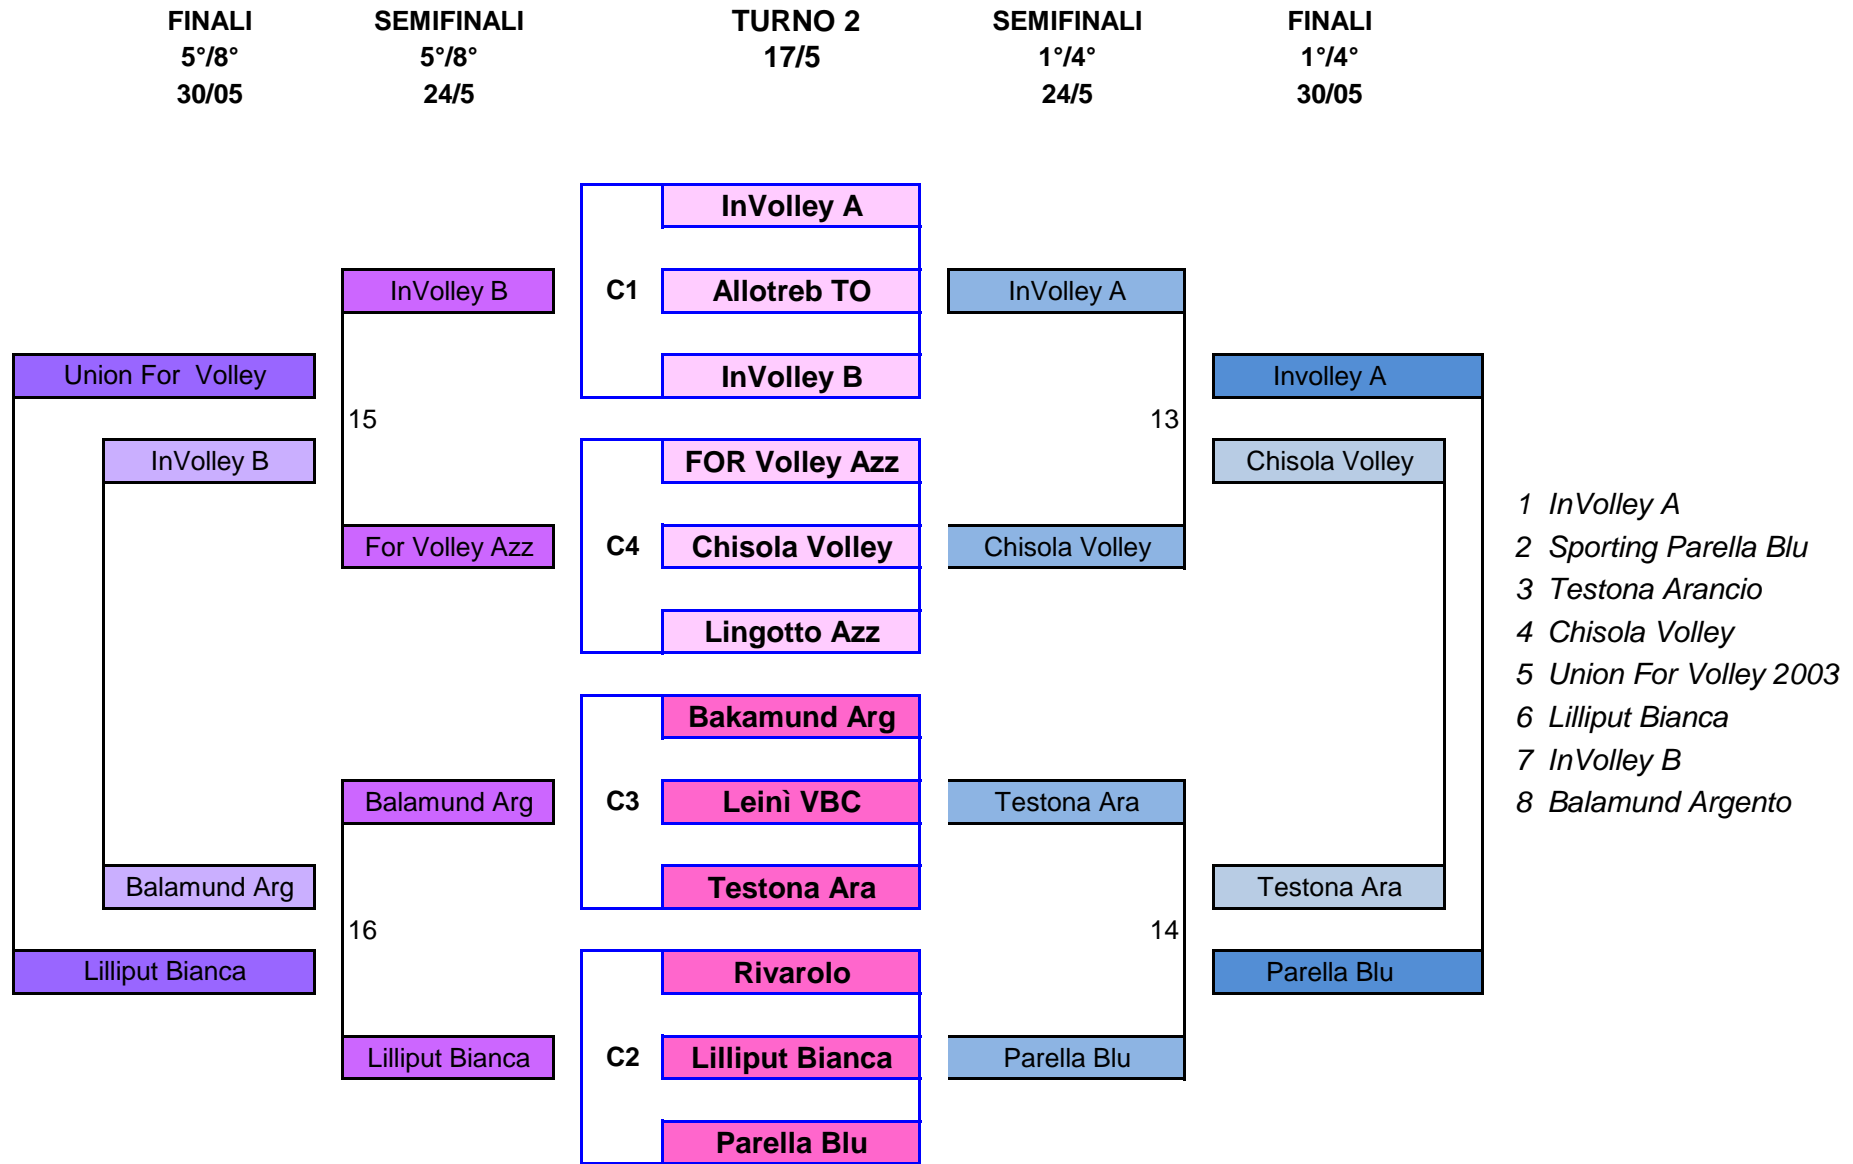 FINALI SEMIFINALI TURNO 2 SEMIFINALI FINALI
5°/8° 5°/8° 17/5 1°/4° 1°/4°
30/05 24/5 24/5 30/05
InVolley A
InVolley B C1 Allotreb TO InVolley A
Union For  Volley InVolley B Involley A
15 13
InVolley B FOR Volley Azz Chisola Volley
1 InVolley A
For Volley Azz C4 Chisola Volley Chisola Volley 2 Sporting Parella Blu
3 Testona Arancio
Lingotto Azz 4 Chisola Volley
5 Union For Volley 2003
Bakamund Arg 6 Lilliput Bianca
7 InVolley B
Balamund Arg C3 Leinì VBC Testona Ara 8 Balamund Argento
Balamund Arg Testona Ara Testona Ara
16 14
Lilliput Bianca Rivarolo Parella Blu
Lilliput Bianca C2 Lilliput Bianca Parella Blu
Parella Blu